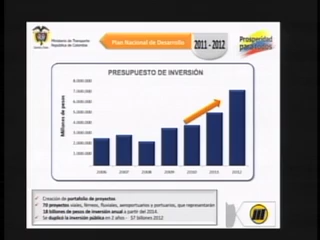 Ministerio de Transporte
República de Colombia
Plan Nacional de Desarrollo
2011 - 2012
Prosperidad
para todos
PRESUPUESTO DE INVERSIÓN
Millones de pesos
8.000.000
7.000.000
6.000.000
5.000.000
4.000.000
3.000.000
2.000.000
1.000.000
2006
2007
2008
2009
2010
2011
2012
Creación de portafolio de proyectos
70 proyectos viales, férreos, fluviales, aeroportuarios y portuarios, que representarán
18 billones de pesos de inversión anual a partir del 2014.
Se duplicó la inversión pública en 2 años - $7 billones 2012